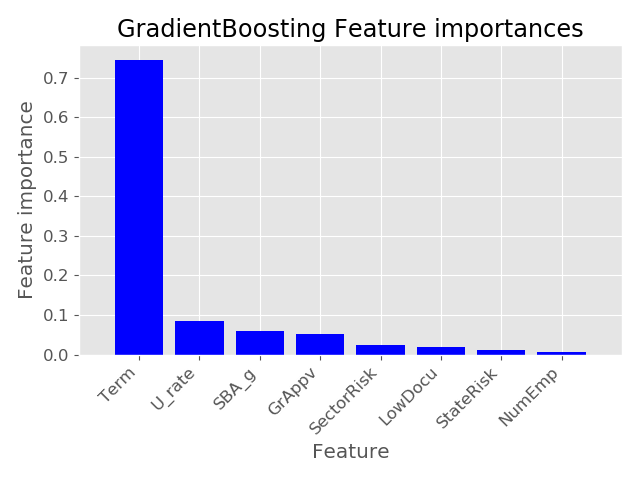 GradientBoosting Feature importances
0.7
0.6
0.5
0.4
0.3
0.2
0.1
0.0
Feature importance
Term
U_rate
SBA_g
GrAppv
SectorRisk
LowDocu
StateRisk
NumEmp
Feature